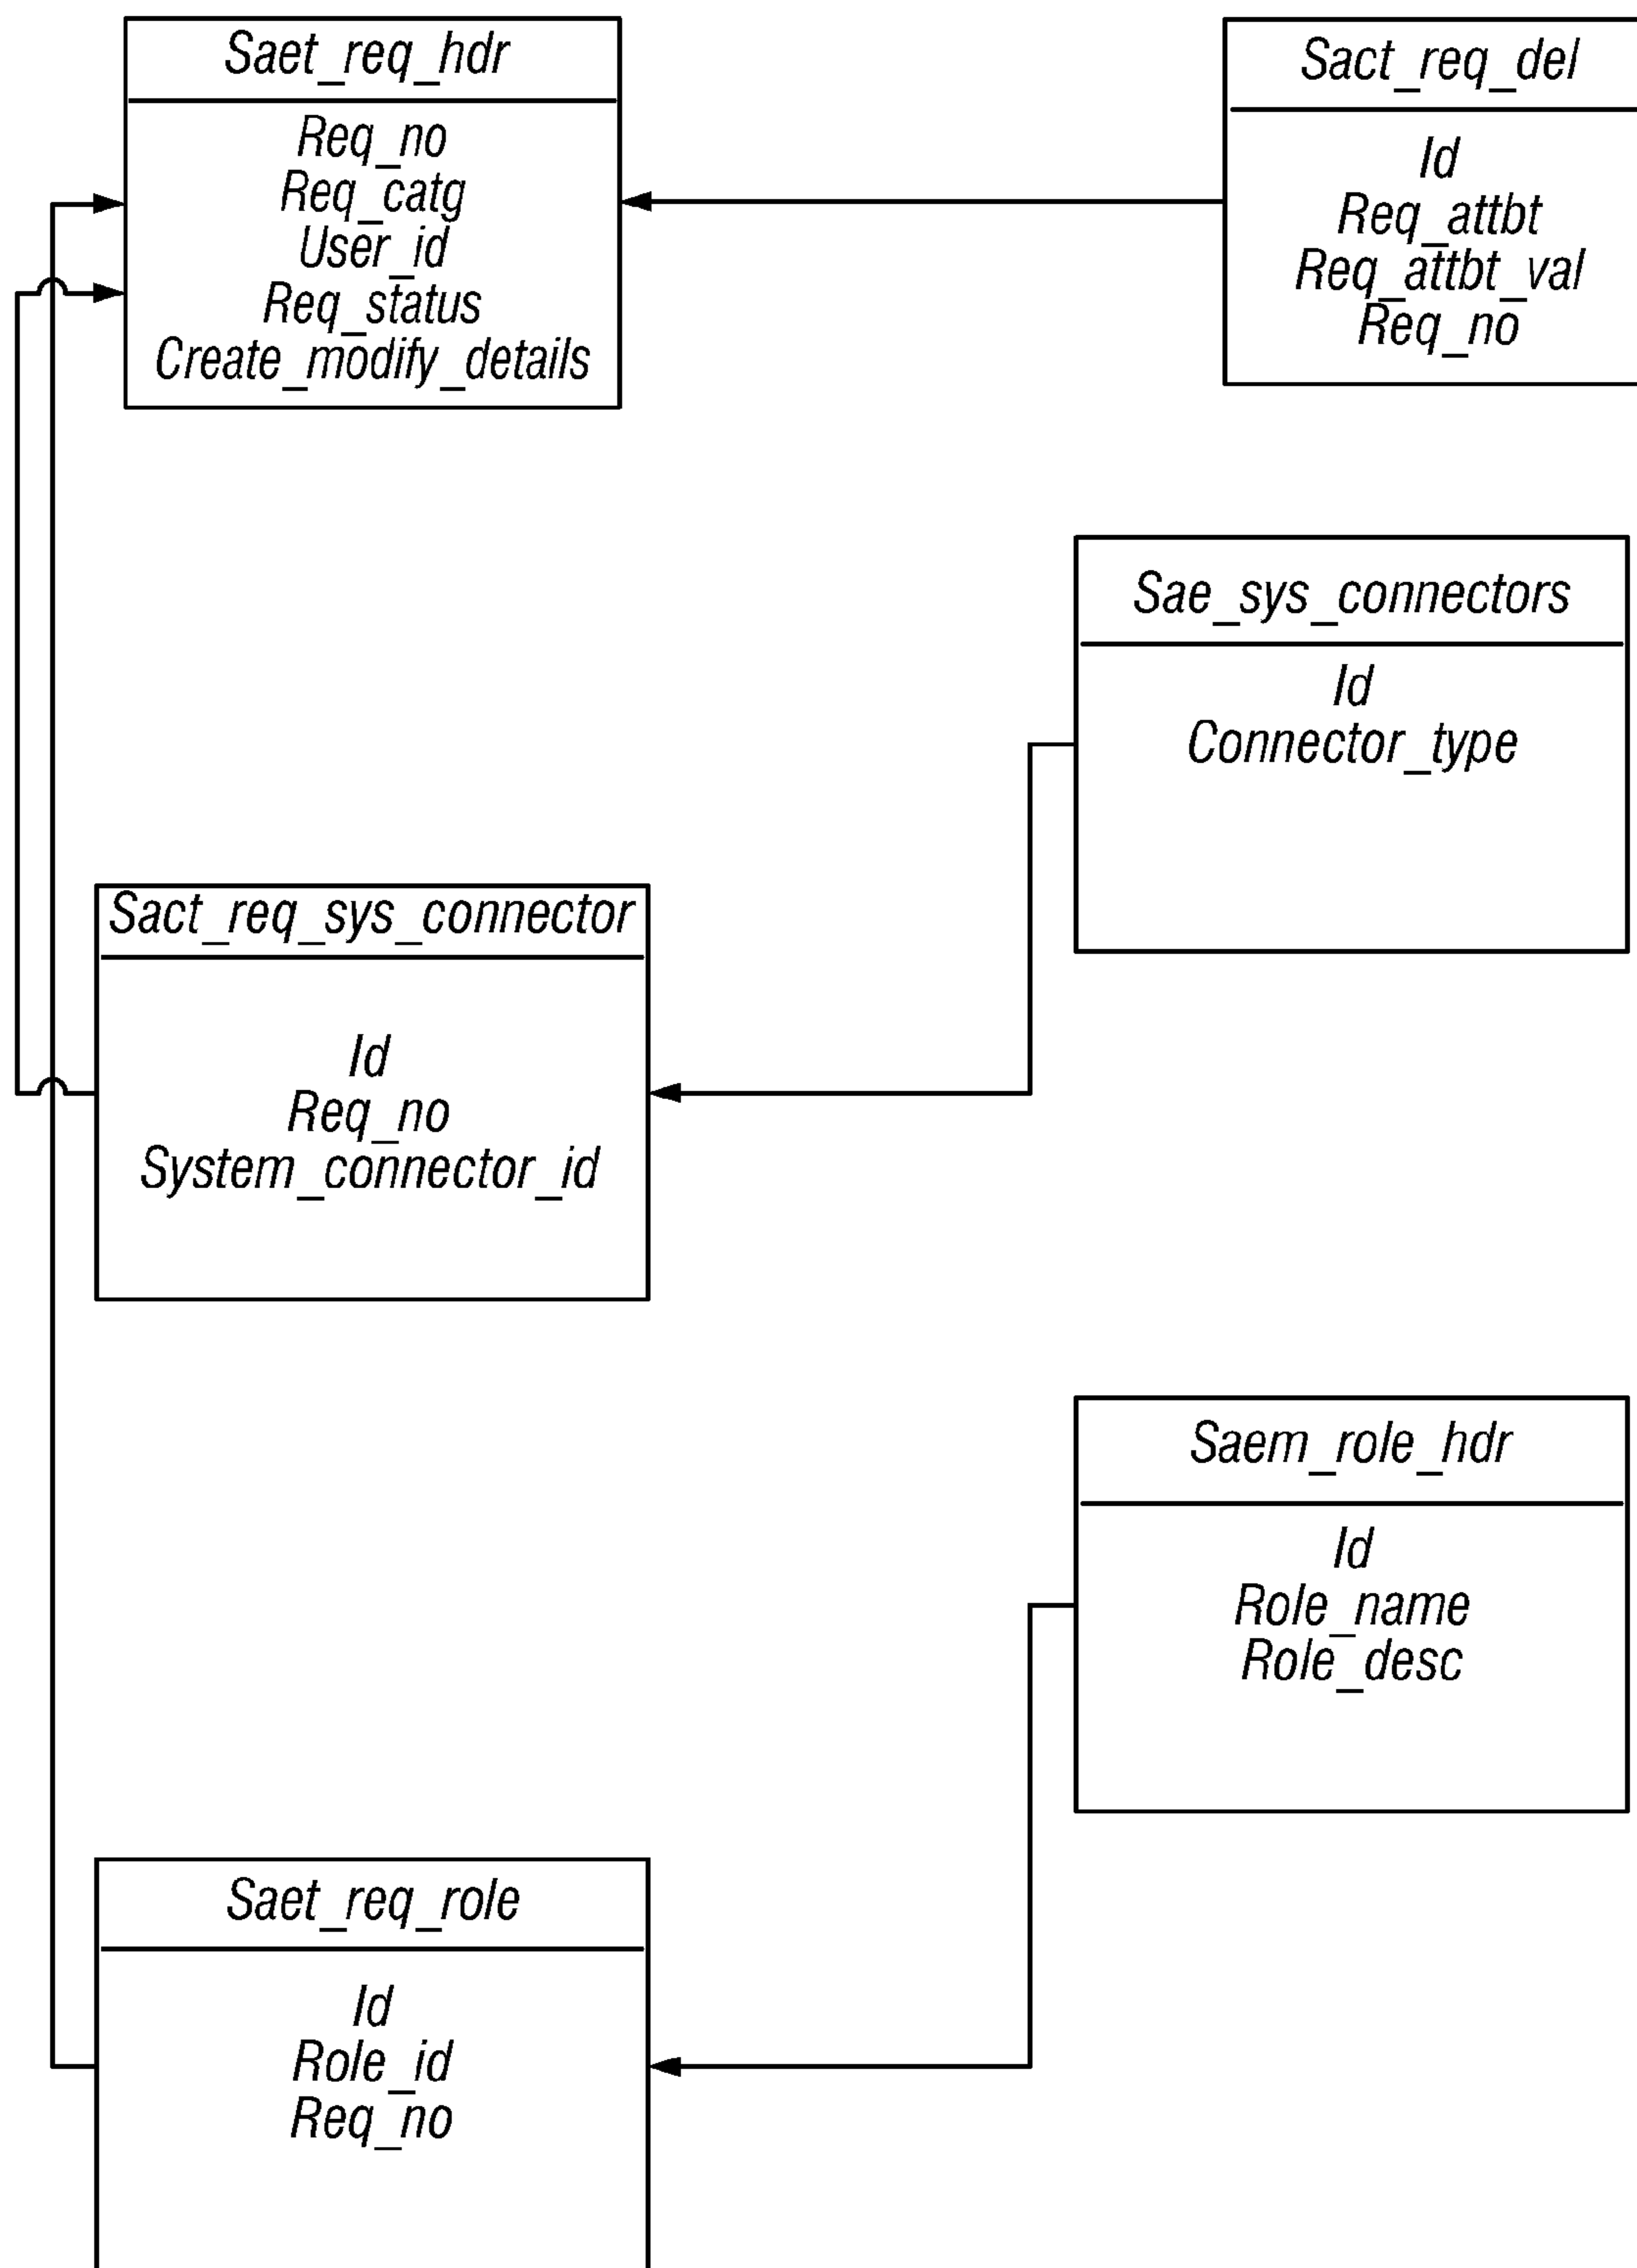 Saet_req_hdr
Req_no
Req_catg
User_id
Req_status
Create_modify_details
Sact_req_del
Id
Req_attbt
Req_attbt_val
Req_no
Sae_sys_connectors
Id
Connector_type
Sact_req_sys_connector
Id
Req_no
System_connector_id
Saem_role_hdr
Id
Role_name
Role_desc
Saet_req_role
Id
Role_id
Req_no